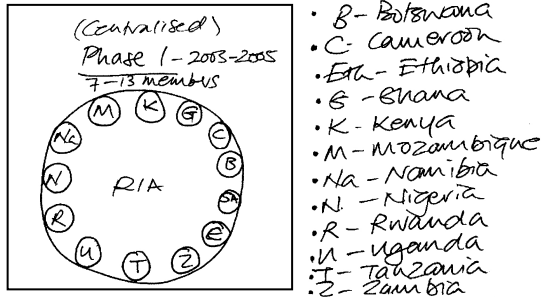 (Centralised)
Phase 1 - 2003-2005
7-13 members
M
K
G
C
B
SA
E
Z
T
U
R
N
Na
RIA
• B - Botswana
• C - Cameroon
• Eth - Ethiopia
• G - Ghana
• K - Kenya
• M - Mozambique
• Na - Namibia
• N. - Nigeria
• R - Rwanda
• U - Uganda
• T - Tanzania
• Z - Zambia